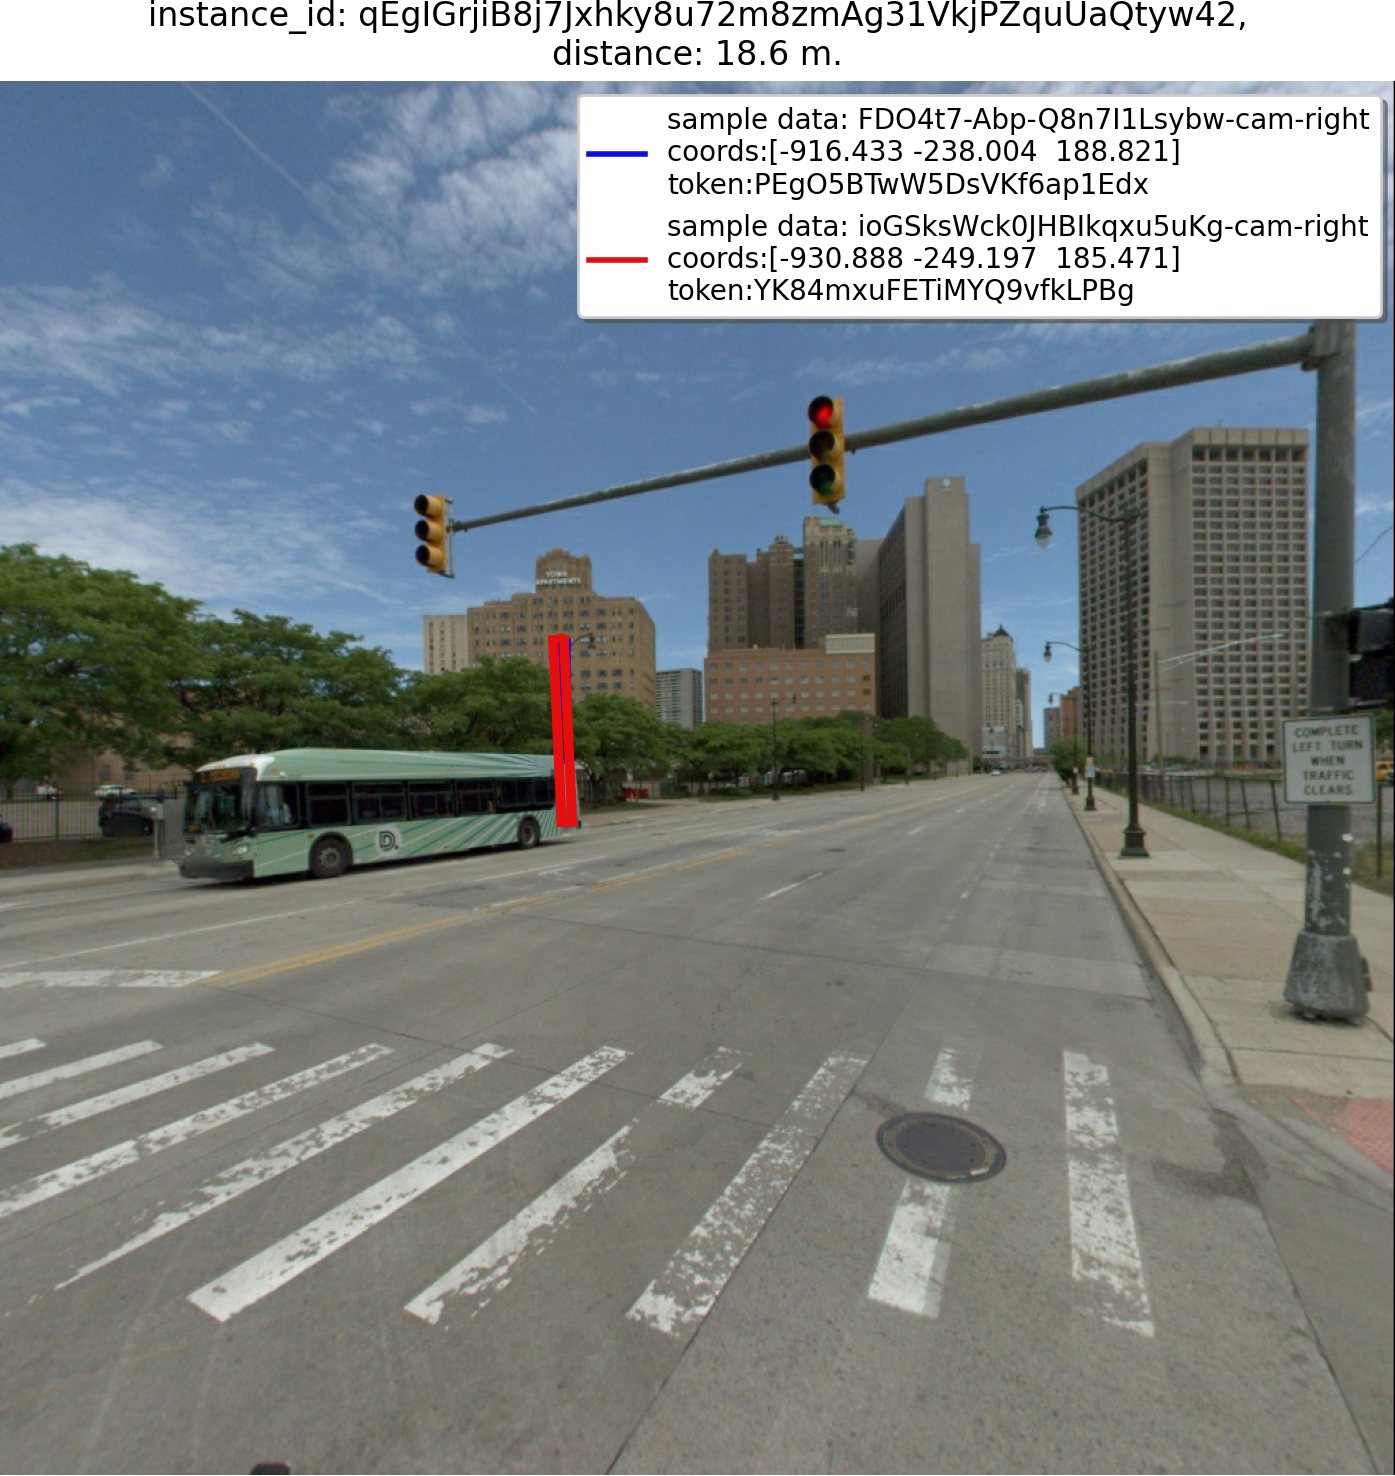 instance_id: qEgIGrjiB8j7Jxhky8u72m8zmAg31VkjPZquUaQtyw42,
distance: 18.6 m.
sample data: FDO4t7-Abp-Q8n7I1Lsybw-cam-right
coords:[-916.433 -238.004  188.821]
token:PEgO5BTwW5DsVKf6ap1Edx
sample data: ioGSksWck0JHBIkqxu5uKg-cam-right
coords:[-930.888 -249.197  185.471]
token:YK84mxuFETiMYQ9vfkLPBg
TOWN
APARTMENTS
COMPLETE
LEFT TURN
WHEN
TRAFFIC
CLEARS
D.